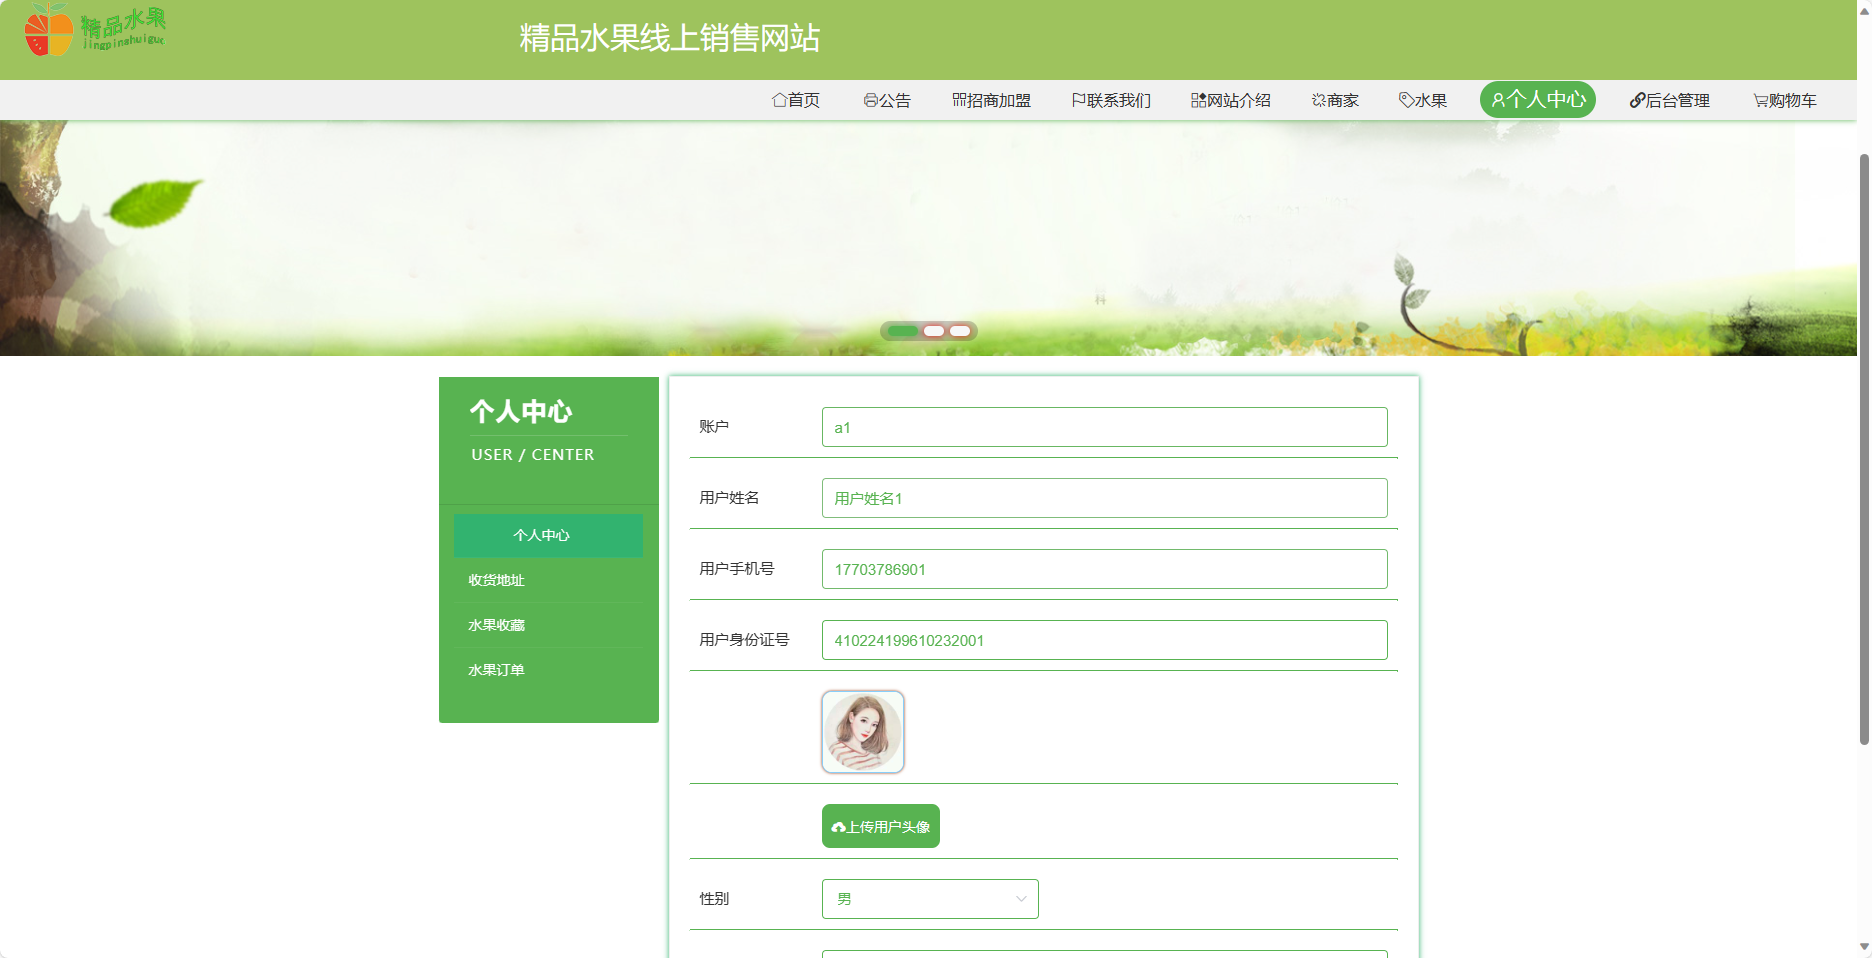 精品水果
jingpinshuiguo
精品水果线上销售网站
首页 公告 招商加盟 联系我们 网站介绍 商家 水果 个人中心 后台管理 购物车
个人中心
USER / CENTER
个人中心
收货地址
水果收藏
水果订单
账户 a1
用户姓名 用户姓名1
用户手机号 17703786901
用户身份证号 410224199610232001
上传用户头像
性别 男